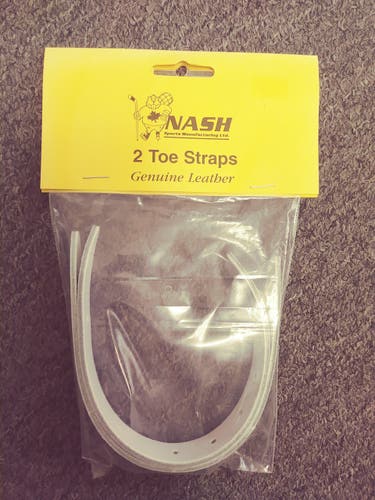 NASH
Sports Manufacturing Ltd.
2 Toe Straps
Genuine Leather